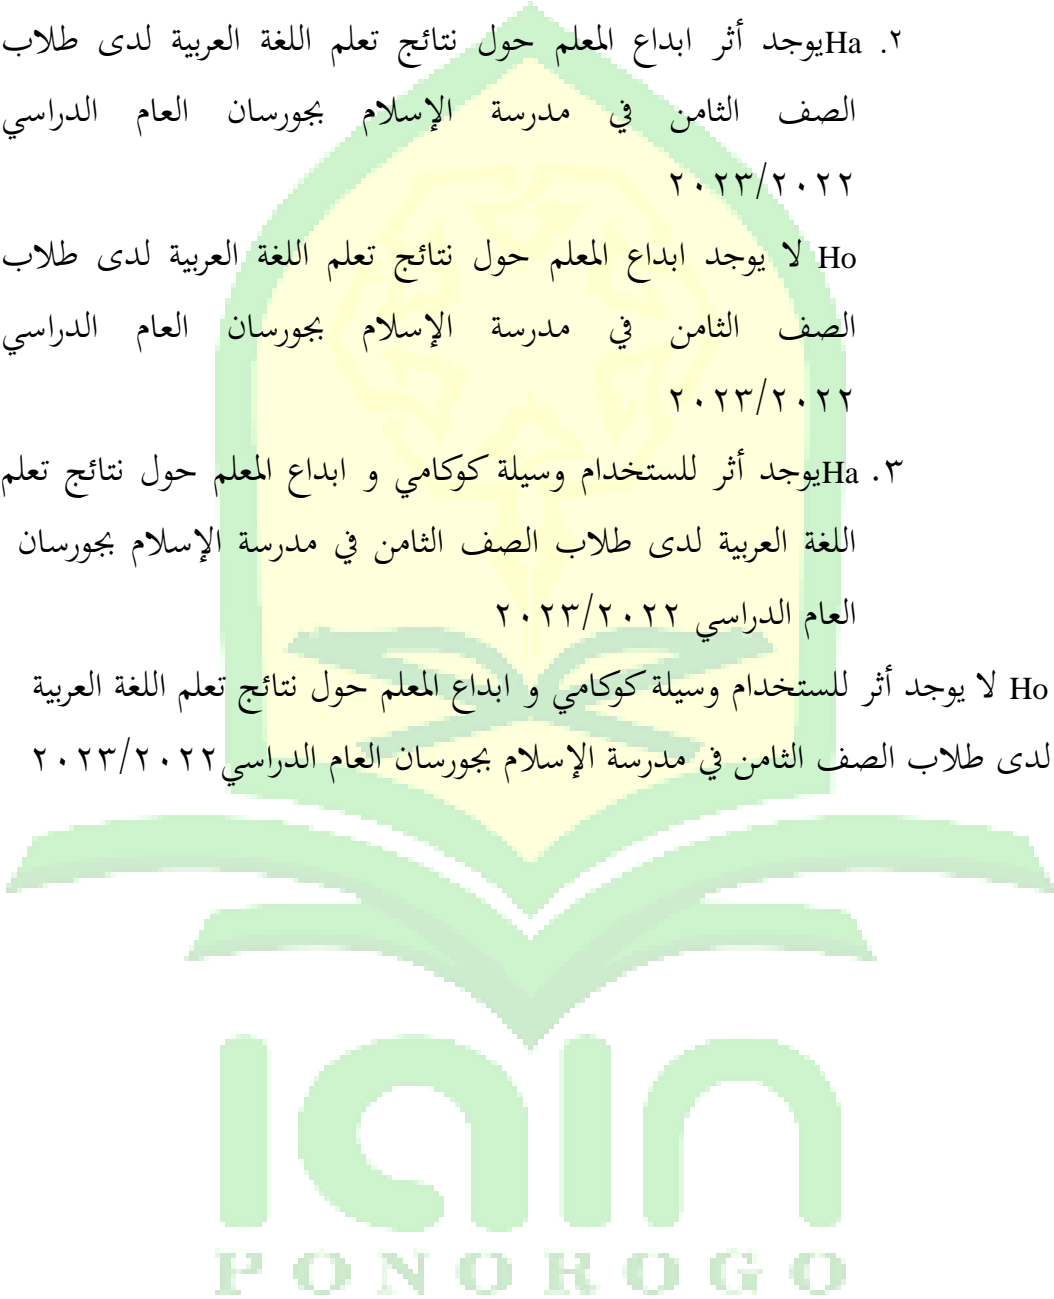 ٢. Haيوجد أثر ابداع المعلم حول نتائج تعلم اللغة العربية لدى طلاب
الصف الثامن في مدرسة الإسلام بجورسان العام الدراسي
٢٠٢٣/٢٠٢٢
Ho لا يوجد ابداع المعلم حول نتائج تعلم اللغة العربية لدى طلاب
الصف الثامن في مدرسة الإسلام بجورسان العام الدراسي
٢٠٢٣/٢٠٢٢
٣. Haيوجد أثر للستخدام وسيلة كوكامي و ابداع المعلم حول نتائج تعلم
اللغة العربية لدى طلاب الصف الثامن في مدرسة الإسلام بجورسان
العام الدراسي ٢٠٢٣/٢٠٢٢
Ho لا يوجد أثر للستخدام وسيلة كوكامي و ابداع المعلم حول نتائج تعلم اللغة العربية
لدى طلاب الصف الثامن في مدرسة الإسلام بجورسان العام الدراسي٢٠٢٣/٢٠٢٢
iain
PONOROGO